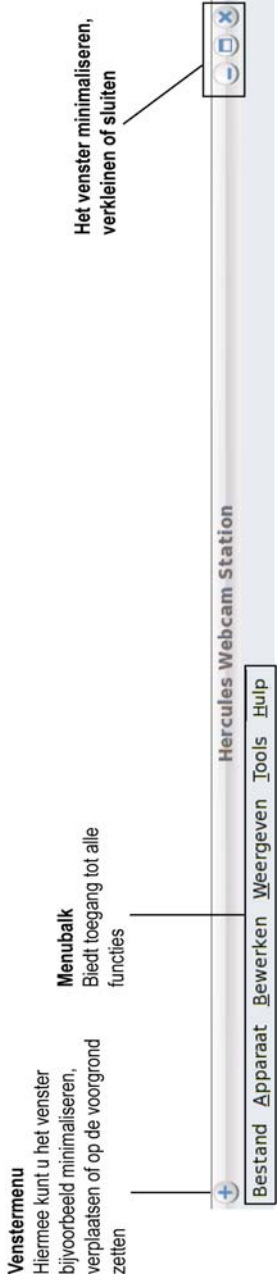 Venstermenu
Hiermee kunt u het venster
bijvoorbeeld minimaliseren,
verplaatsen of op de voorgrond
zetten
Menubalk
Biedt toegang tot alle
functies
Het venster minimaliseren,
verkleinen of sluiten
Hercules Webcam Station
Bestand Apparaat Bewerken Weergeven Tools Hulp